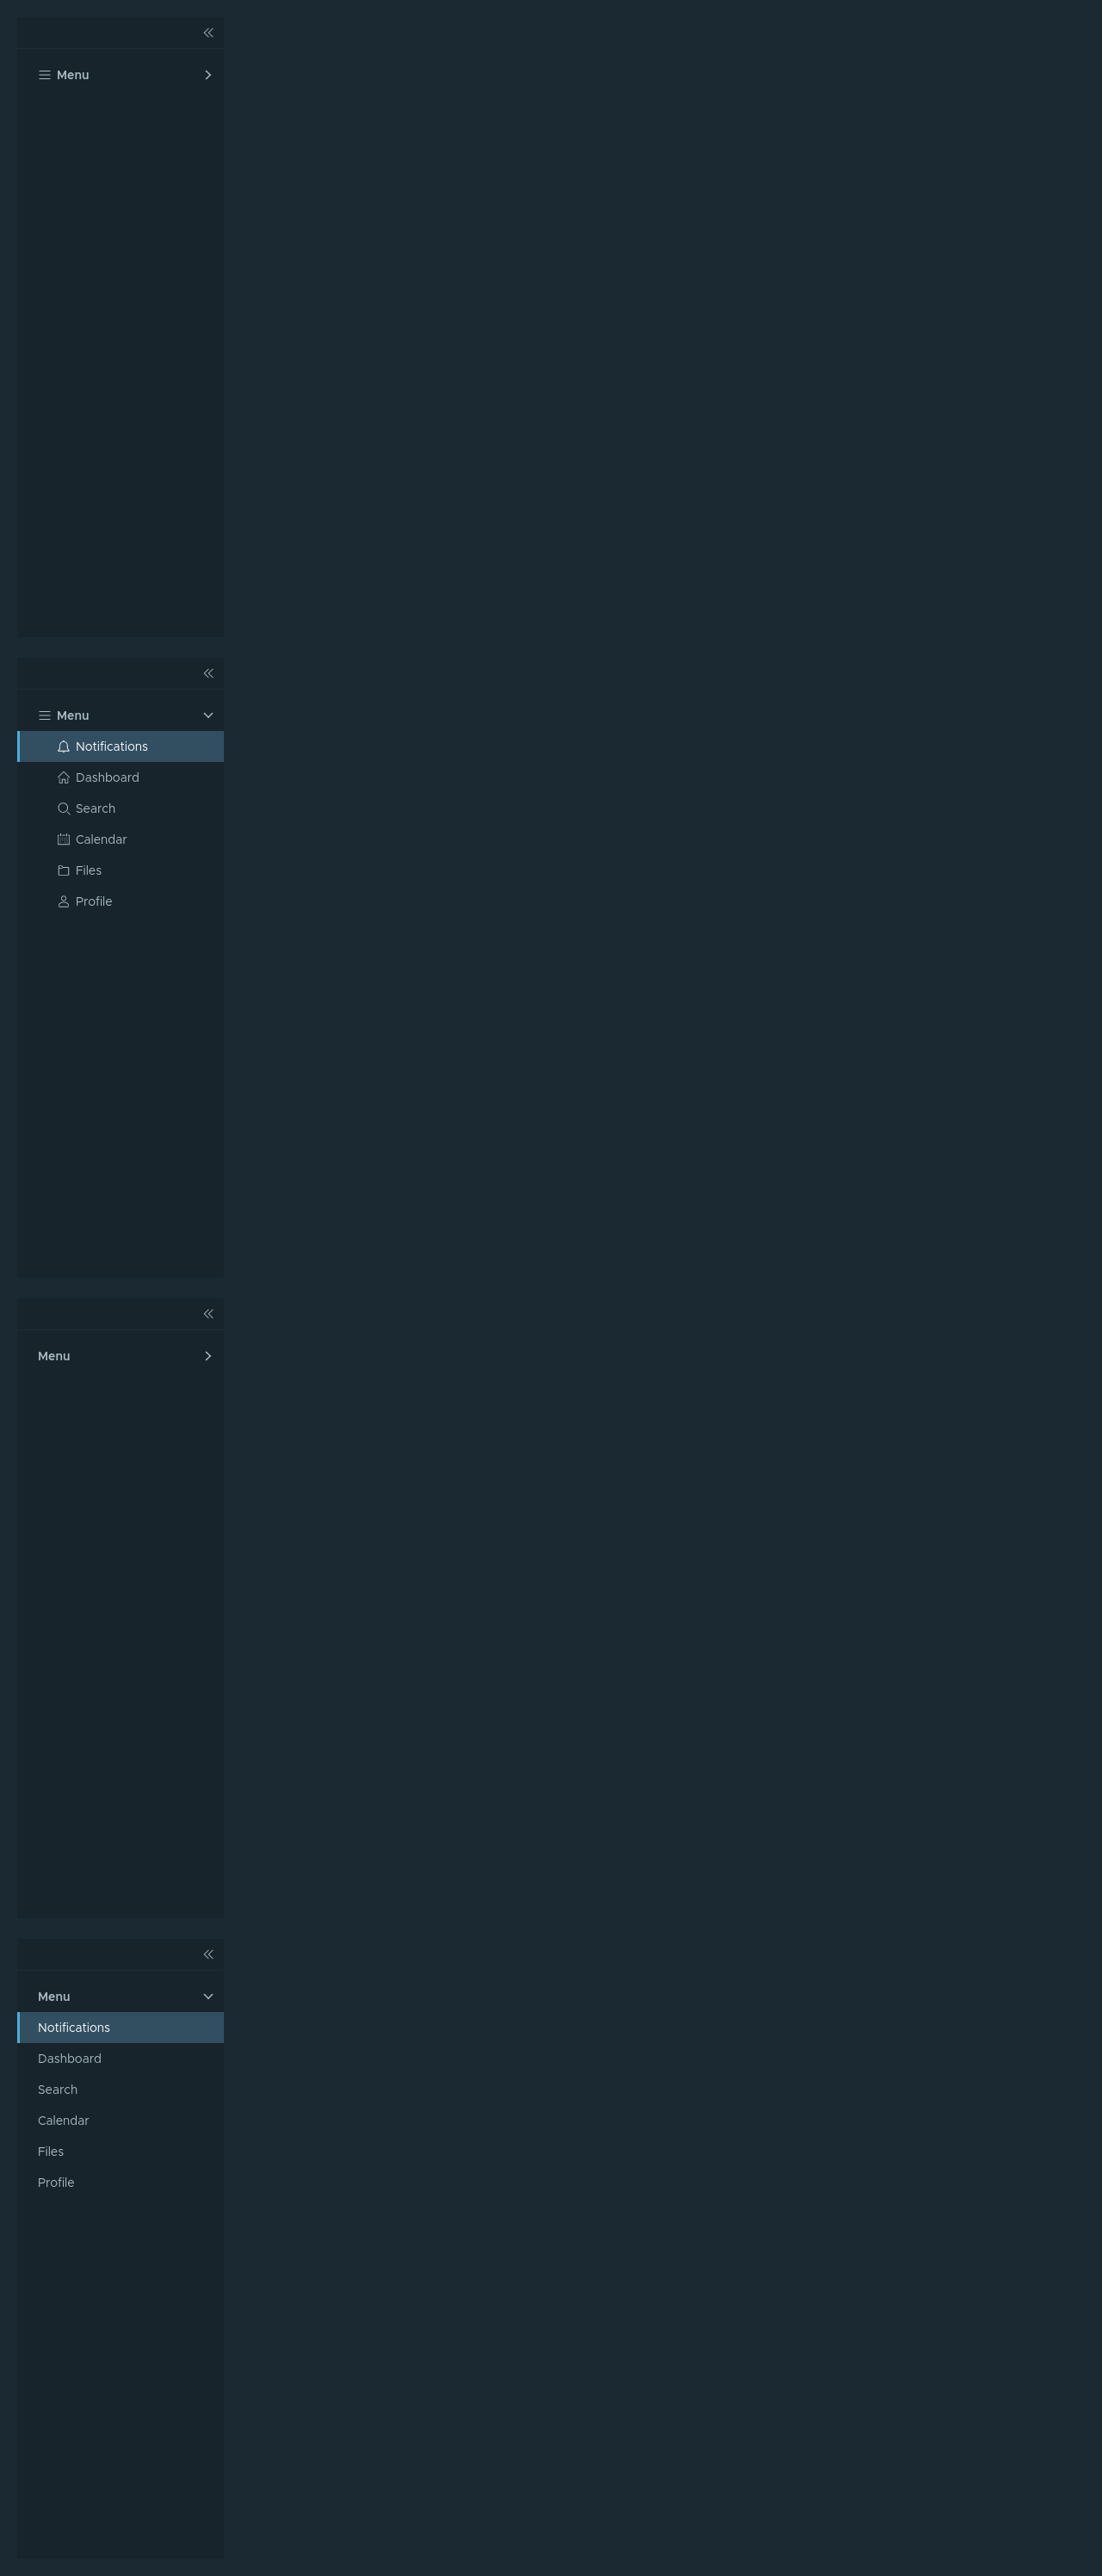 Menu
Menu
Notifications
Dashboard
Search
Calendar
Files
Profile
Menu
Menu
Notifications
Dashboard
Search
Calendar
Files
Profile